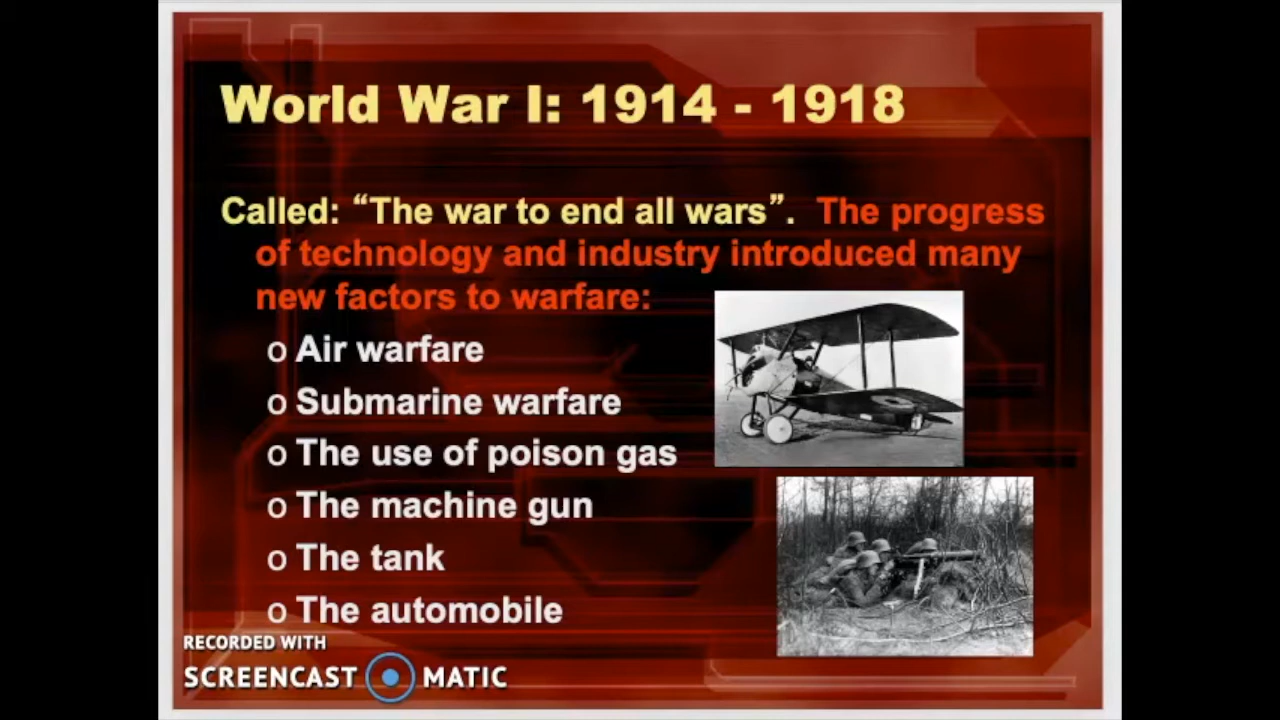 World War I: 1914 - 1918
Called: “The war to end all wars”. The progress
of technology and industry introduced many
new factors to warfare:
o Air warfare
o Submarine warfare
o The use of poison gas
o The machine gun
o The tank
o The automobile
RECORDED WITH
SCREENCAST MATIC